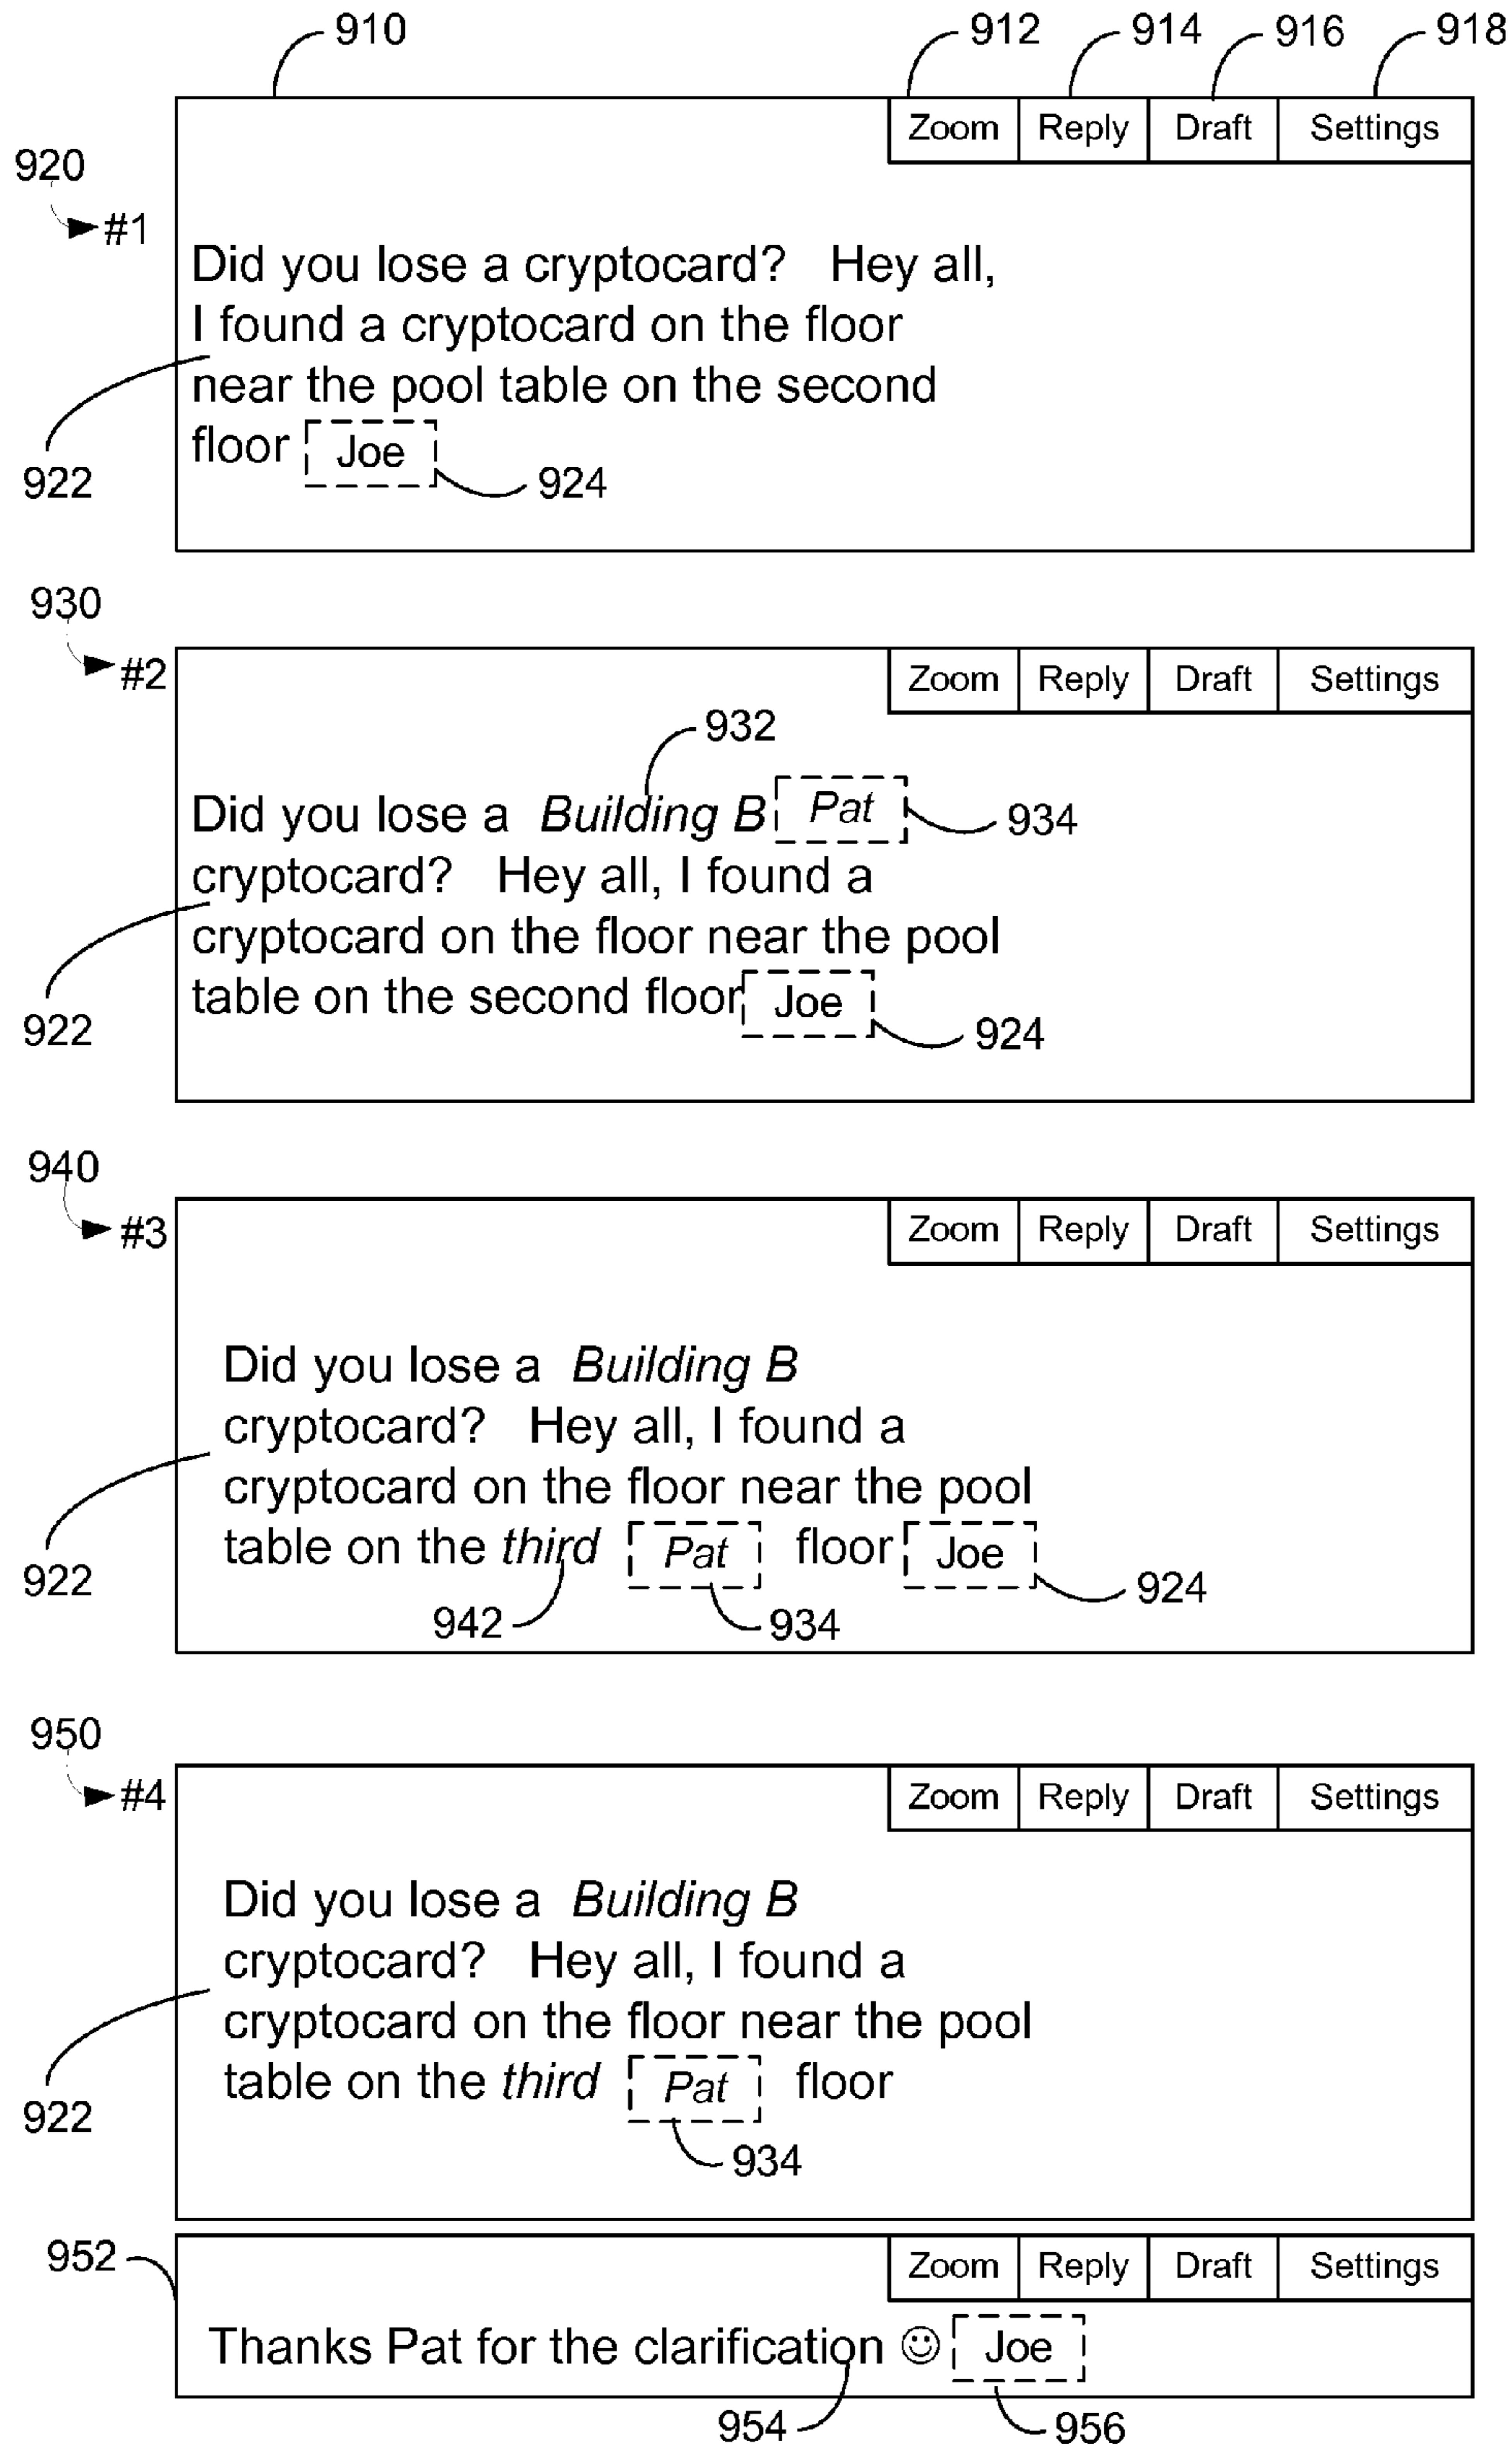 910 912 914 916 918
Zoom Reply Draft Settings
920
#1
Did you lose a cryptocard? Hey all,
I found a cryptocard on the floor
near the pool table on the second
floor Joe
922 924
930
#2 Zoom Reply Draft Settings
932
Did you lose a Building B Pat 934
cryptocard? Hey all, I found a
cryptocard on the floor near the pool
table on the second floor Joe
922 924
940
#3 Zoom Reply Draft Settings
Did you lose a Building B
cryptocard? Hey all, I found a
cryptocard on the floor near the pool
table on the third Pat floor Joe
922 924
942 934
950
#4 Zoom Reply Draft Settings
Did you lose a Building B
cryptocard? Hey all, I found a
cryptocard on the floor near the pool
table on the third Pat floor
922
934
952 Zoom Reply Draft Settings
Thanks Pat for the clarification ☺ Joe
954 956